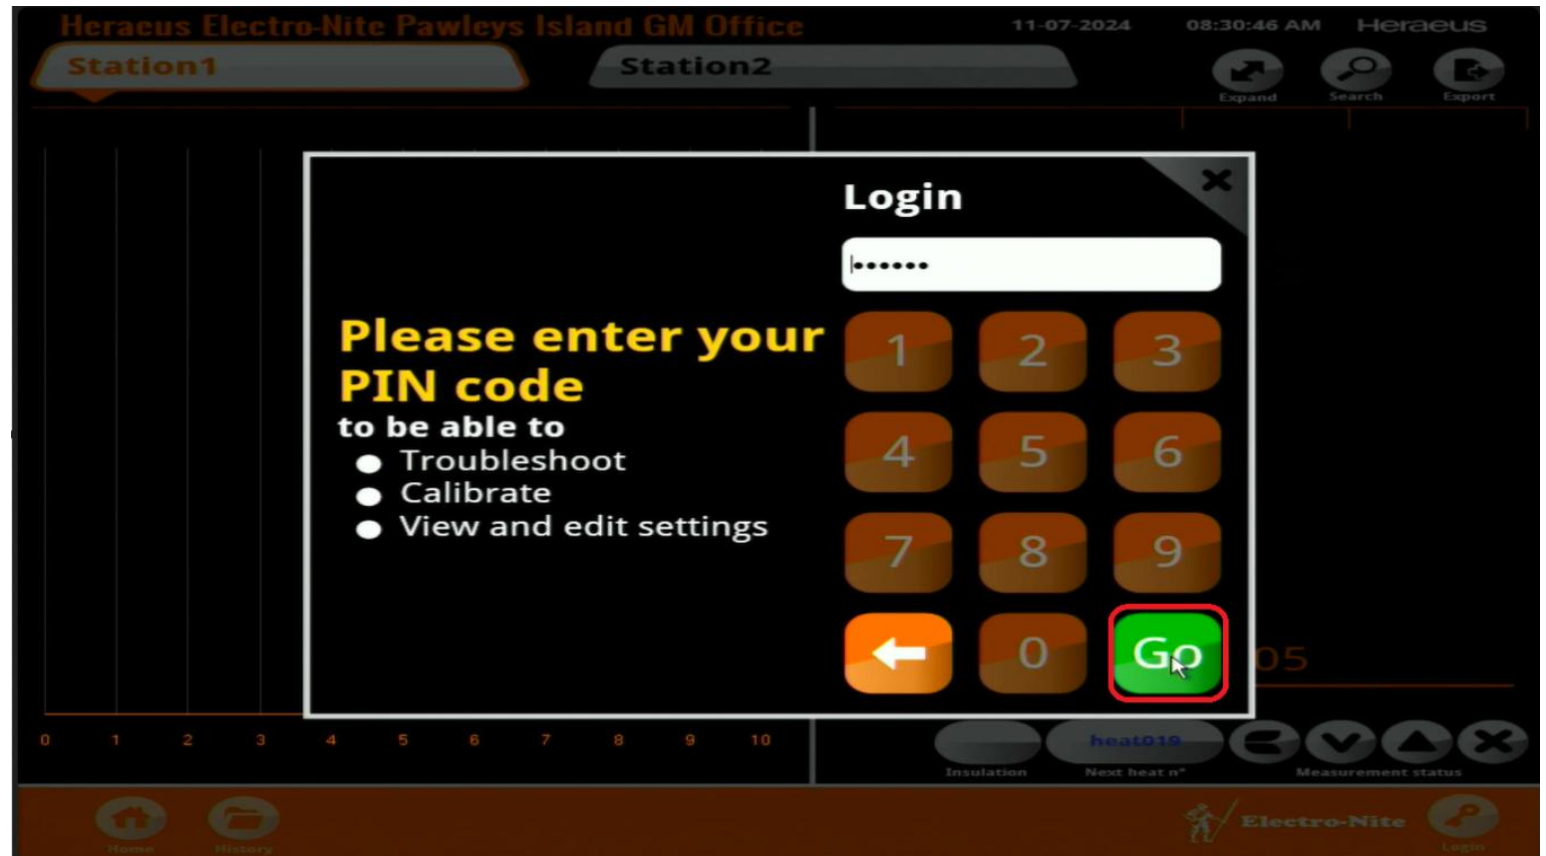 Heraeus Electro-Nite Pawleys Island GM Office
11-07-2024
08:30:46 AM
Heraeus
Station1
Station2
Expand
Search
Export
Login
Please enter your
PIN code
to be able to
Troubleshoot
Calibrate
View and edit settings
1 2 3
4 5 6
7 8 9
0 Go
05
0 1 2 3 4 5 6 7 8 9 10
heat019
Insulation
Next heat n°
Measurement status
Home
History
Electro-Nite
Login